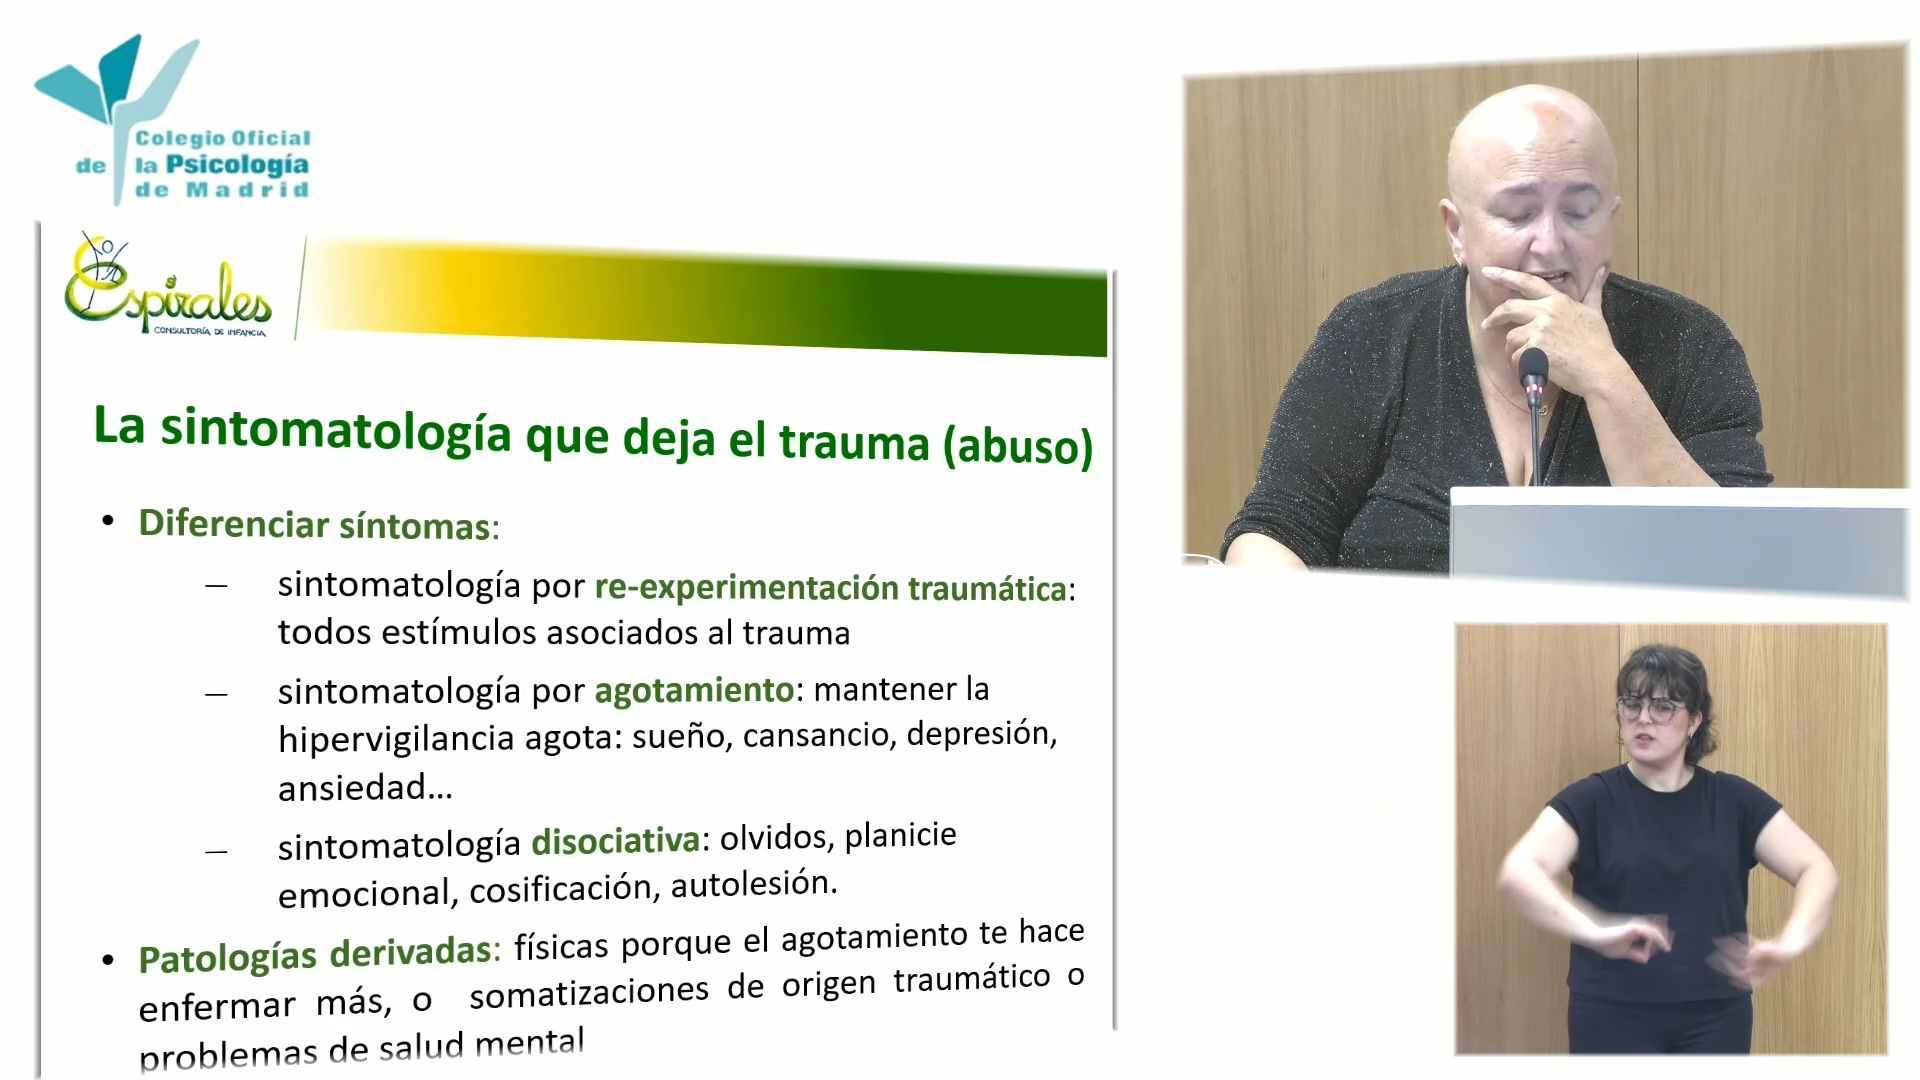 Colegio Oficial
de la Psicología
de Madrid
Espirales
CONSULTORÍA DE INFANCIA
La sintomatología que deja el trauma (abuso)
• Diferenciar síntomas:
– sintomatología por re-experimentación traumática:
todos estímulos asociados al trauma
– sintomatología por agotamiento: mantener la
hipervigilancia agota: sueño, cansancio, depresión,
ansiedad...
– sintomatología disociativa: olvidos, planicie
emocional, cosificación, autolesión.
• Patologías derivadas: físicas porque el agotamiento te hace
enfermar más, o somatizaciones de origen traumático o
problemas de salud mental